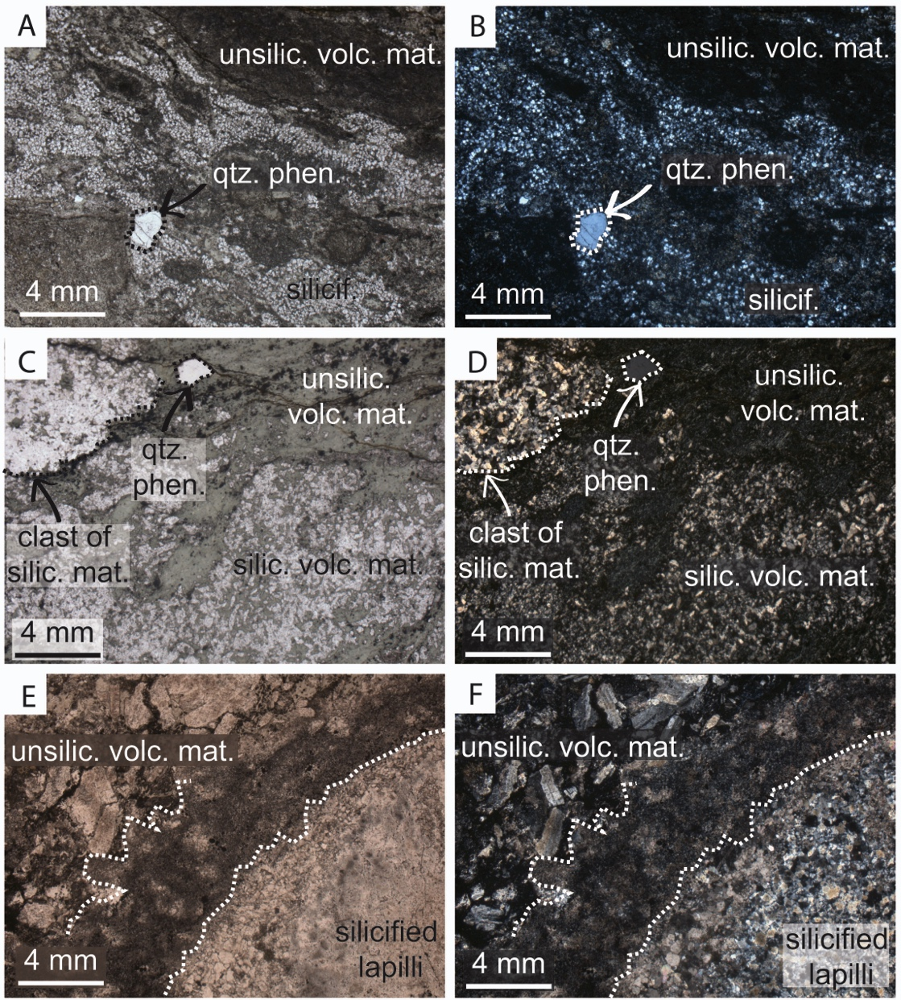 A
unsilic. volc. mat.
qtz. phen.
4 mm
silicif.
B
unsilic. volc. mat.
qtz. phen.
4 mm
silicif.
C
unsilic.
volc. mat.
qtz.
phen.
clast of
silic. mat.
silic. volc. mat.
4 mm
D
unsilic.
volc. mat.
qtz.
phen.
clast of
silic. mat.
silic. volc. mat.
4 mm
E
unsilic. volc. mat.
silicified
lapilli
4 mm
F
unsilic. volc. mat.
silicified
lapilli
4 mm